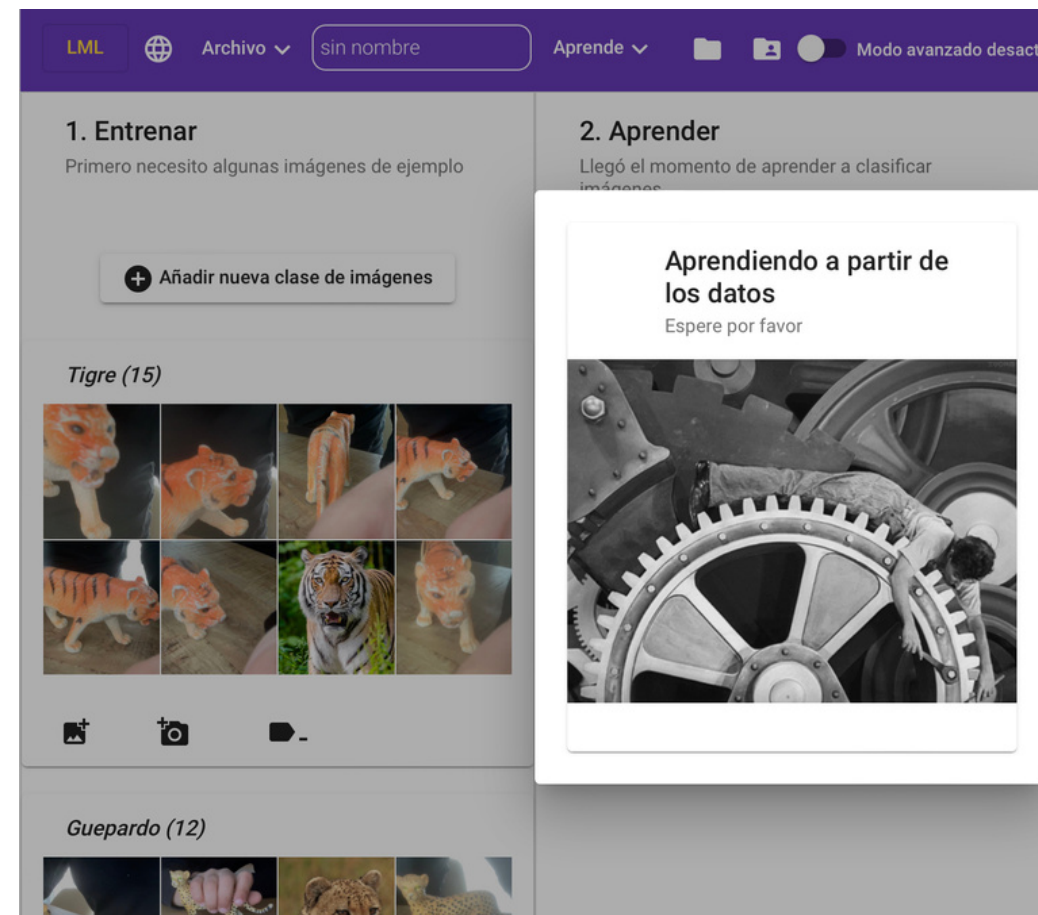 LML Archivo sin nombre Aprende Modo avanzado desact
1. Entrenar
Primero necesito algunas imágenes de ejemplo
Añadir nueva clase de imágenes
Tigre (15)
Guepardo (12)
2. Aprender
Llegó el momento de aprender a clasificar
imágenes
Aprendiendo a partir de
los datos
Espere por favor